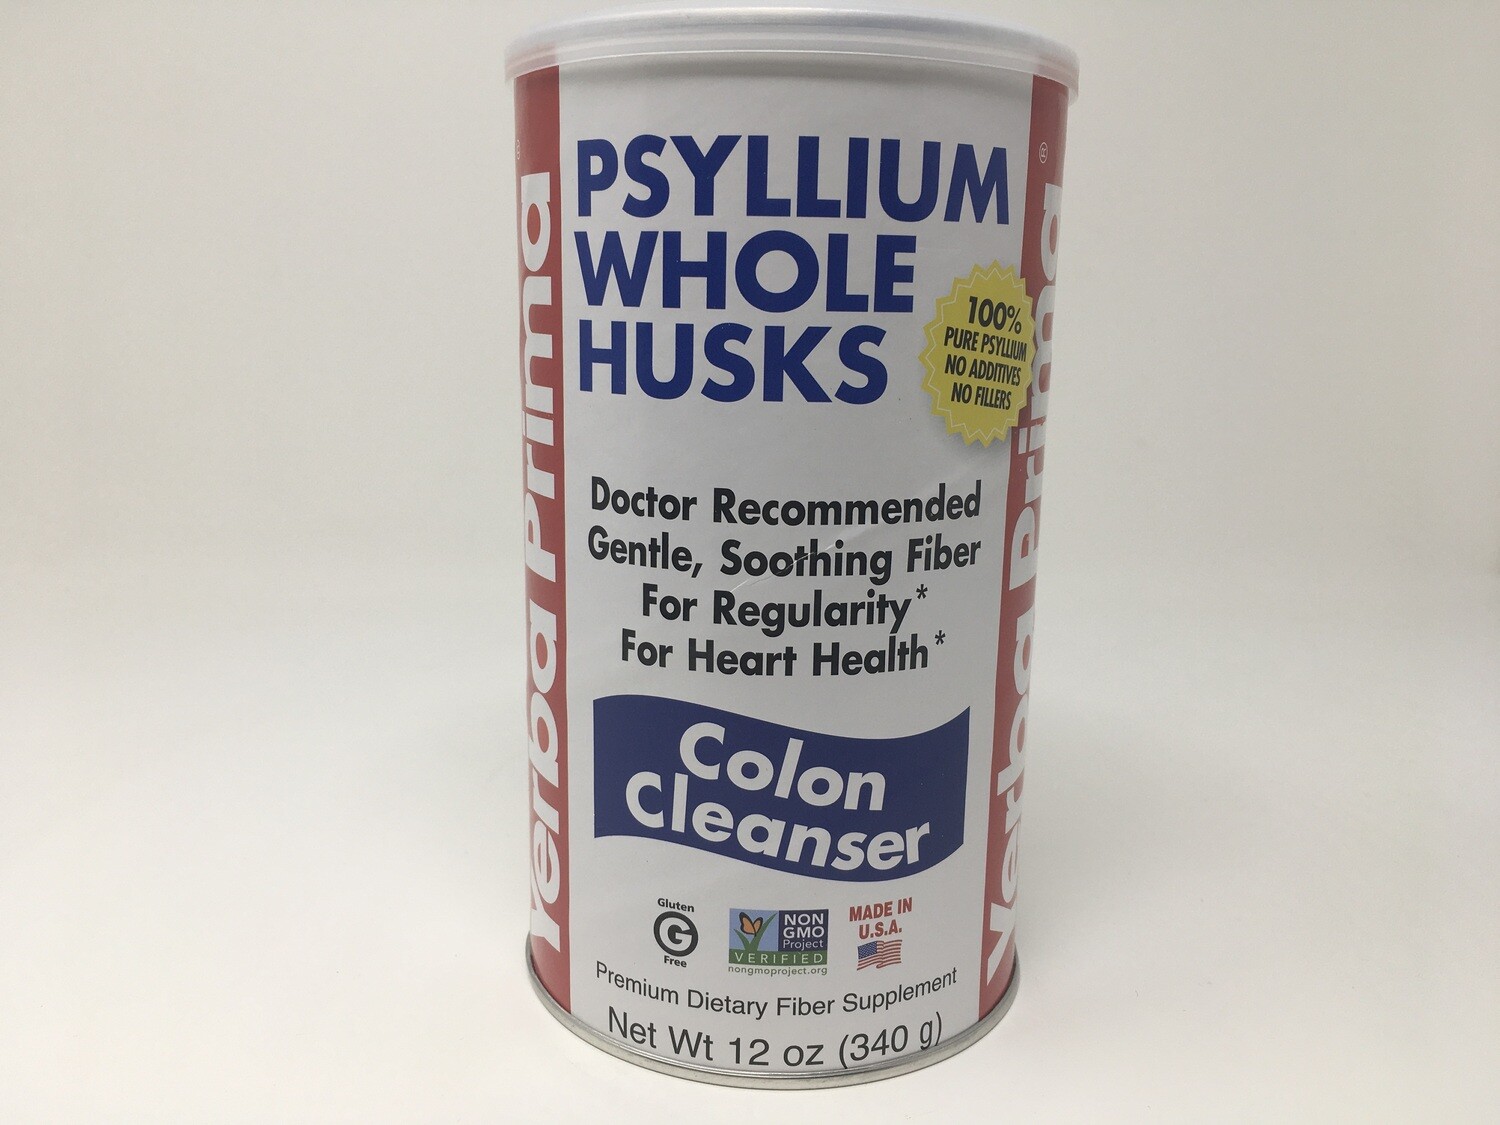 PSYLLIUM
WHOLE
HUSKS
100%
PURE PSYLLIUM
NO ADDITIVES
NO FILLERS
Doctor Recommended
Gentle, Soothing Fiber
For Regularity*
For Heart Health*
Colon
Cleanser
Gluten
G
Free
NON
GMO
Project
VERIFIED
nongmoproject.org
MADE IN
U.S.A.
Premium Dietary Fiber Supplement
Net Wt 12 oz (340 g)
Yerba Prima®
Yerba Prima®